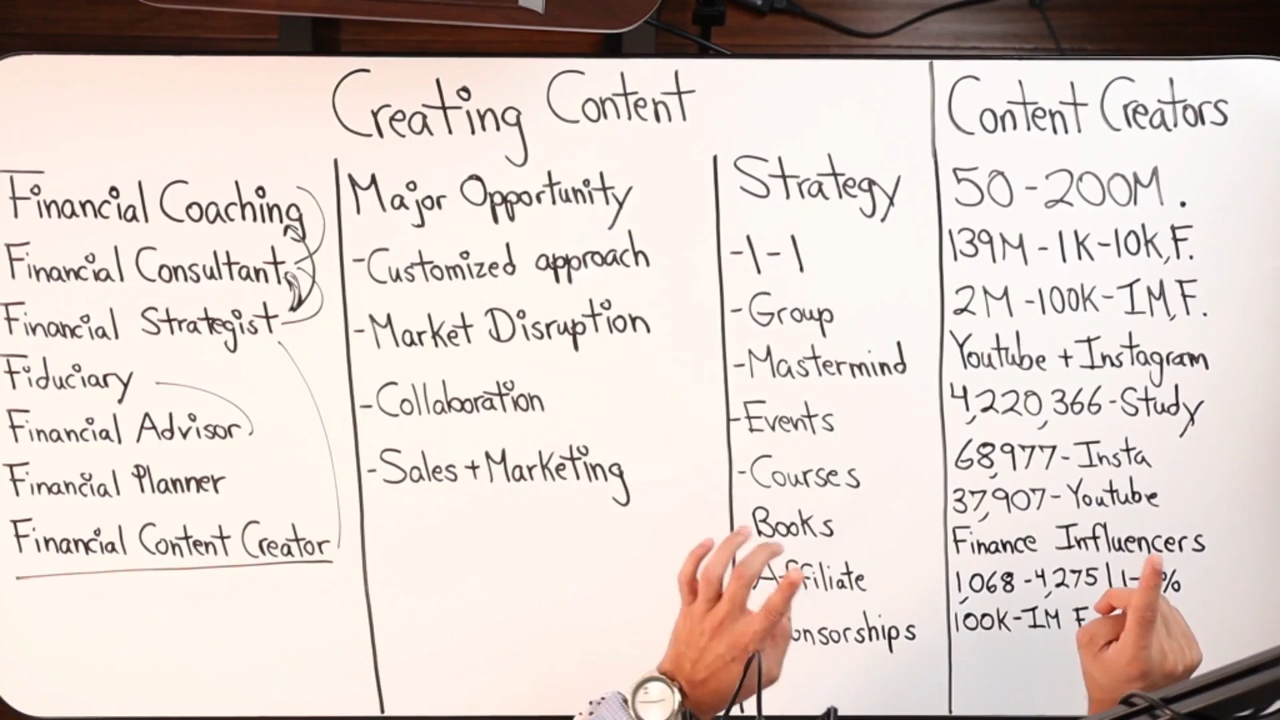 Creating Content
Financial Coaching
Financial Consultant
Financial Strategist
Fiduciary
Financial Advisor
Financial Planner
Financial Content Creator
Major Opportunity
-Customized approach
-Market Disruption
-Collaboration
-Sales+Marketing
Strategy
-1-1
-Group
-Mastermind
-Events
-Courses
Books
Affiliate
Content Creators
50-200M.
139M-1K-10k,F.
2M-100K-1M,F.
Youtube+Instagram
4,220,366-Study
68,977-Insta
37,907-Youtube
Finance Influencers
1,068-4,275
100K-1M F